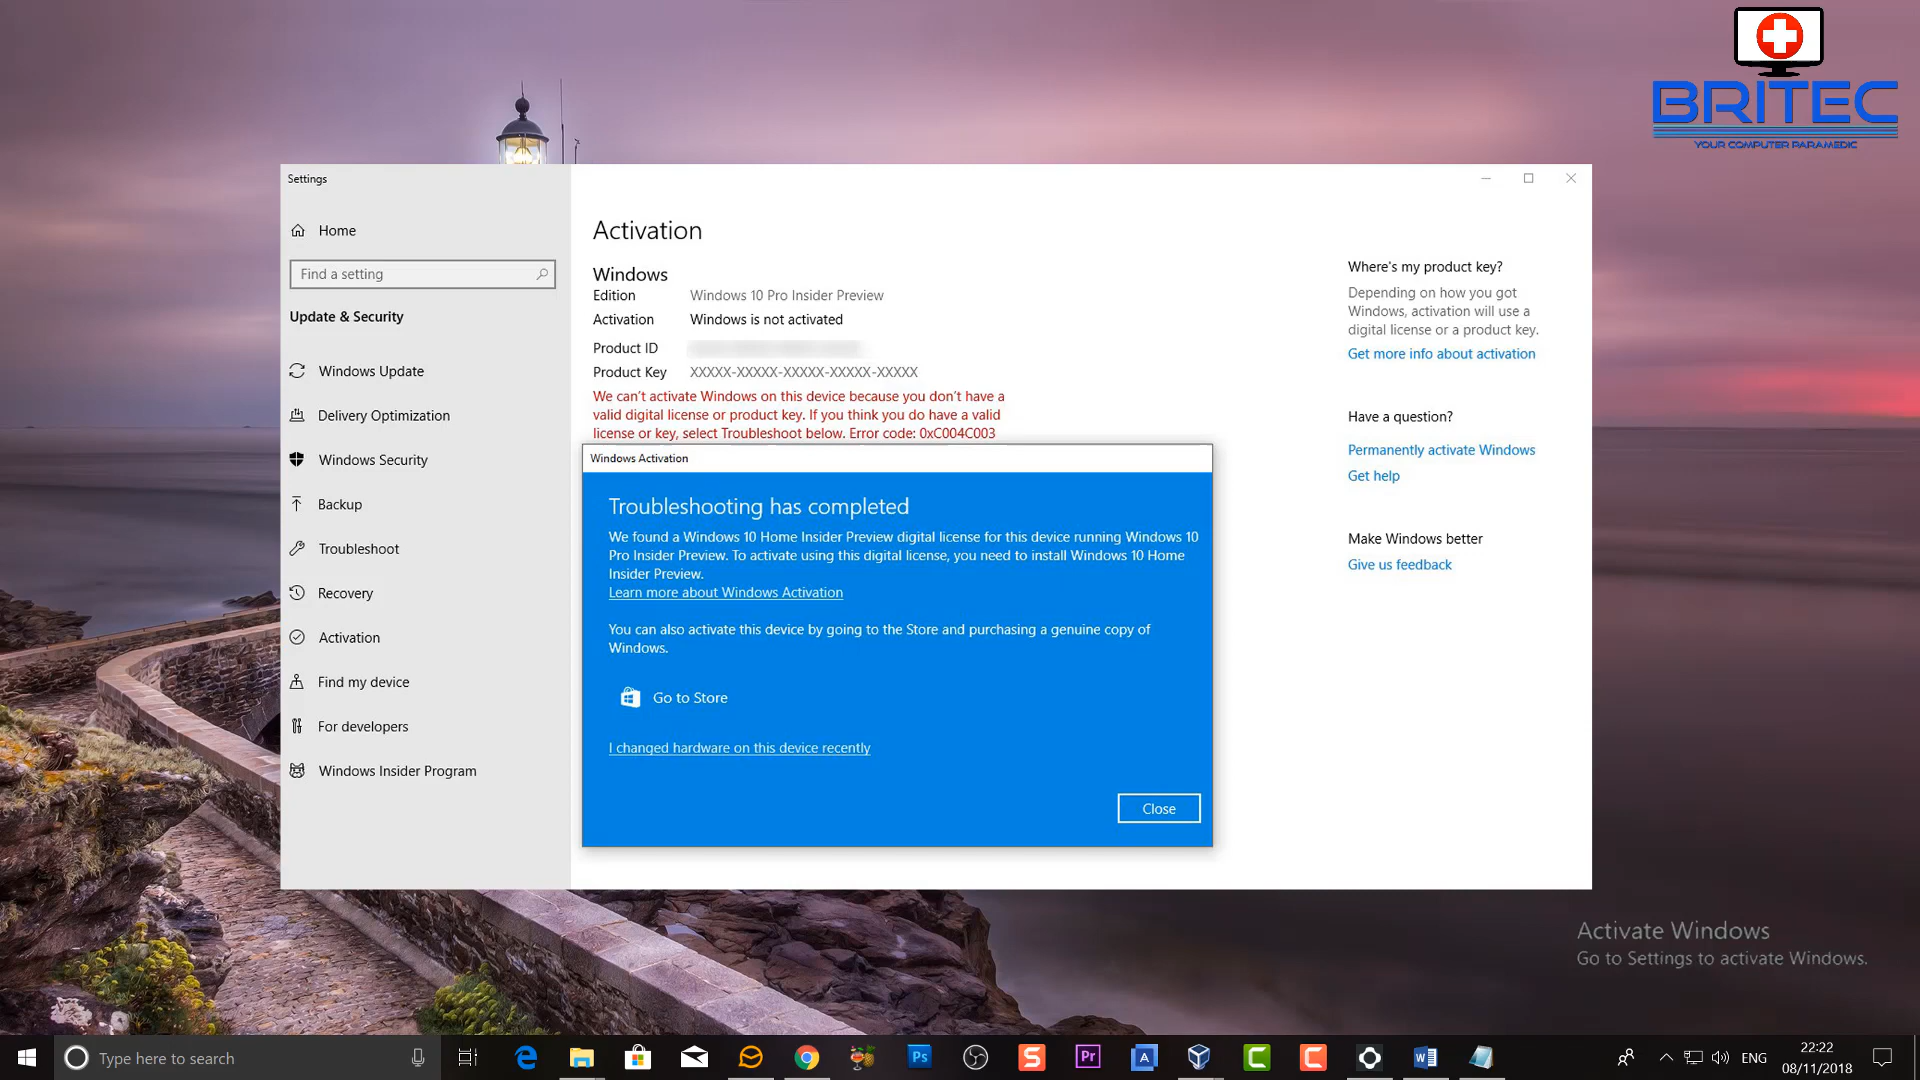 BRITEC
YOUR COMPUTER PARAMEDIC
Settings
Home
Find a setting
Update & Security
Windows Update
Delivery Optimization
Windows Security
Backup
Troubleshoot
Recovery
Activation
Find my device
For developers
Windows Insider Program
Activation
Windows
Edition Windows 10 Pro Insider Preview
Activation Windows is not activated
Product ID
Product Key XXXXX-XXXXX-XXXXX-XXXXX-XXXXX
We can't activate Windows on this device because you don't have a
valid digital license or product key. If you think you do have a valid
license or key, select Troubleshoot below. Error code: 0xC004C003
Windows Activation
Troubleshooting has completed
We found a Windows 10 Home Insider Preview digital license for this device running Windows 10
Pro Insider Preview. To activate using this digital license, you need to install Windows 10 Home
Insider Preview.
Learn more about Windows Activation
You can also activate this device by going to the Store and purchasing a genuine copy of
Windows.
Go to Store
I changed hardware on this device recently
Close
Where's my product key?
Depending on how you got
Windows, activation will use a
digital license or a product key.
Get more info about activation
Have a question?
Permanently activate Windows
Get help
Make Windows better
Give us feedback
Activate Windows
Go to Settings to activate Windows.
Type here to search
Ps
S
Pr
A
C
C
W
ENG
22:22
08/11/2018